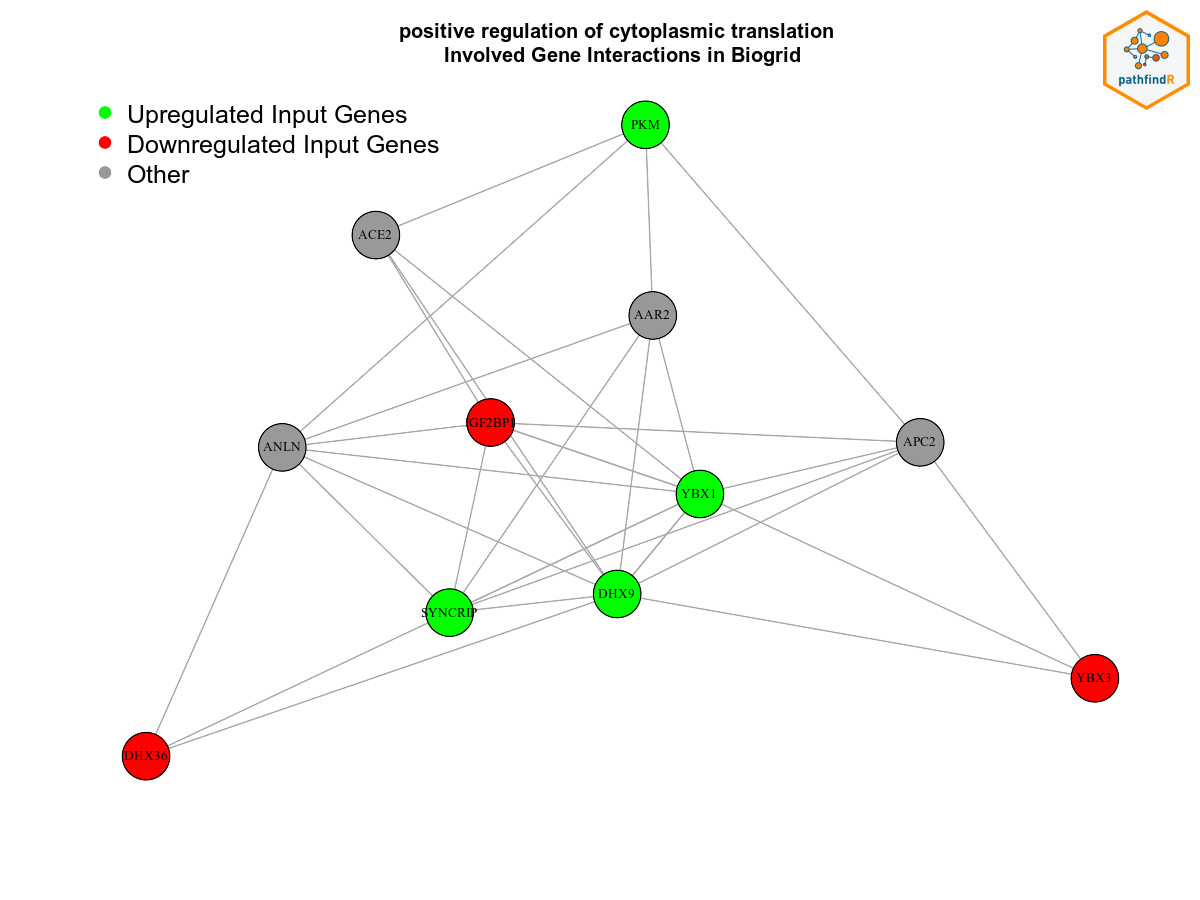 positive regulation of cytoplasmic translation
Involved Gene Interactions in Biogrid
pathfindR
Upregulated Input Genes
Downregulated Input Genes
Other
PKM
ACE2
AAR2
IGF2BP1
APC2
ANLN
YBX1
DHX9
SYNCRIP
YBX3
DHX36